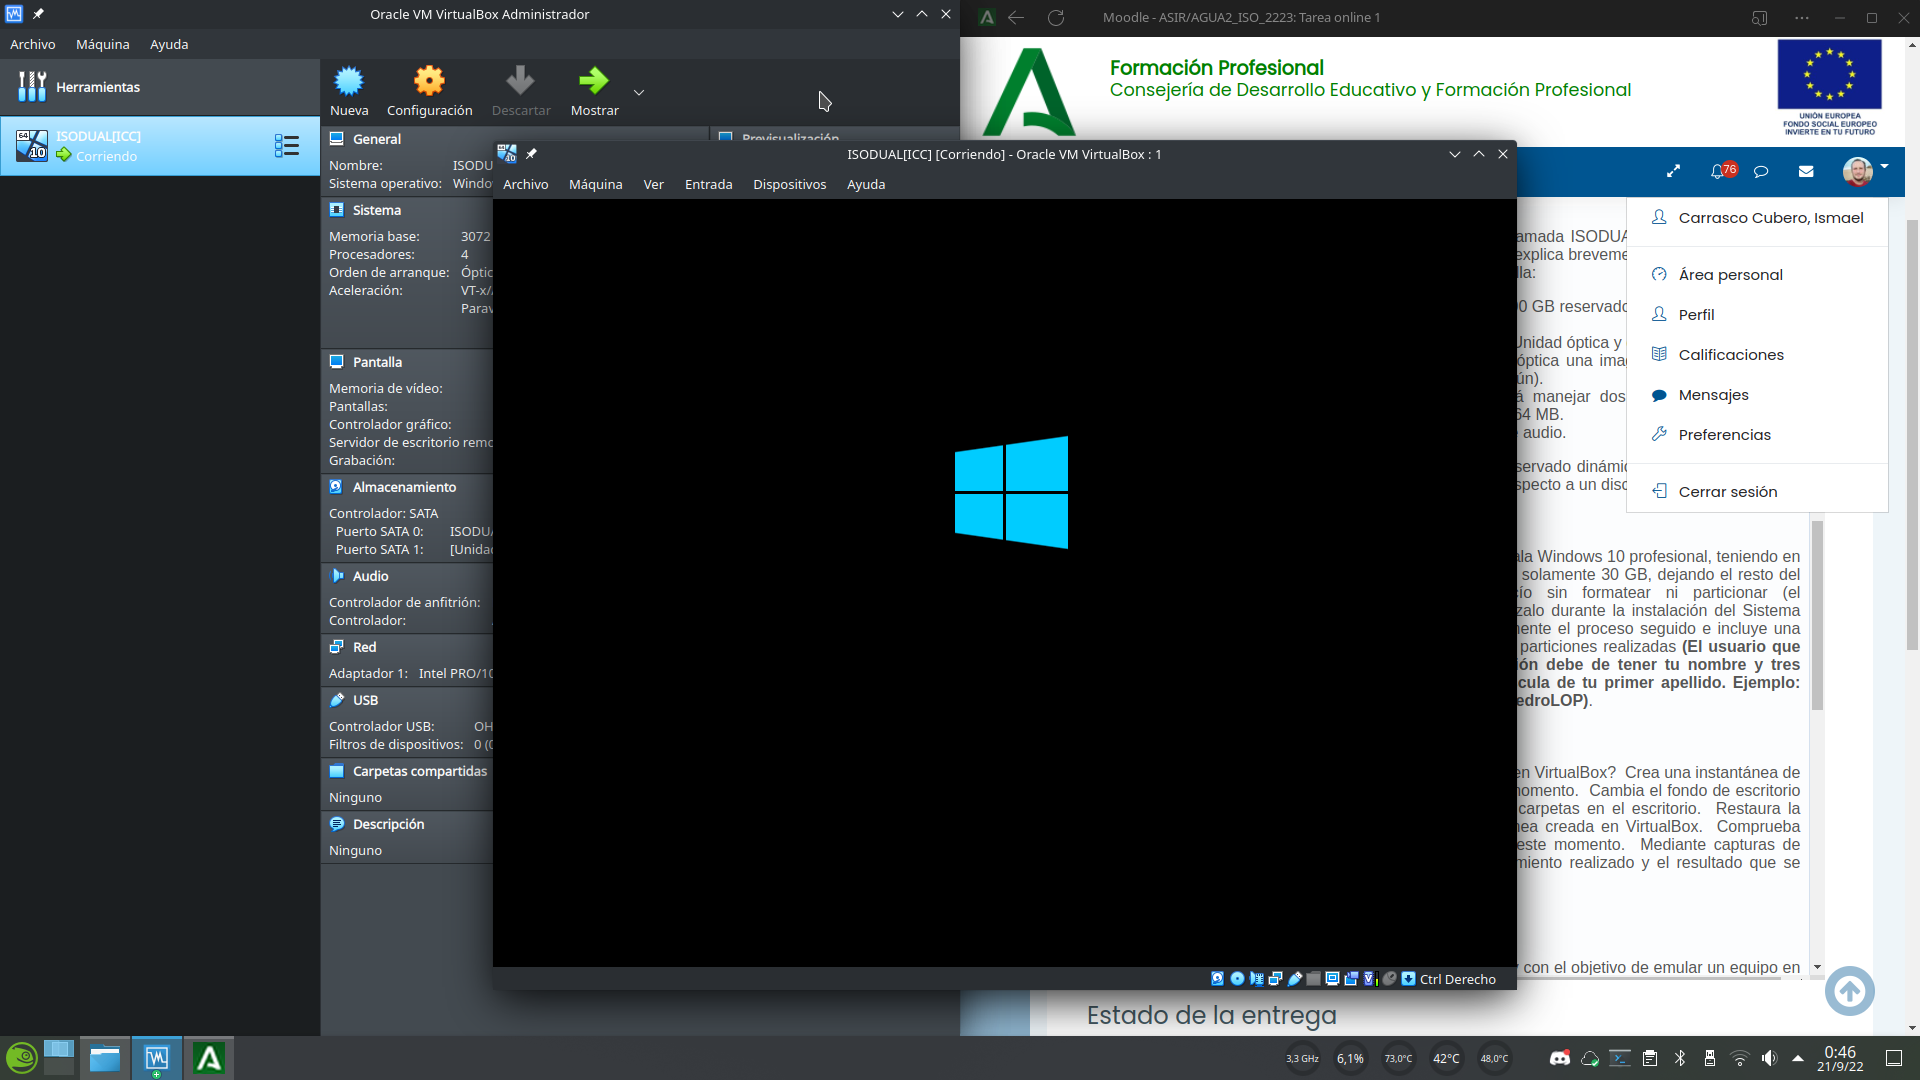 Oracle VM VirtualBox Administrador
Archivo Máquina Ayuda
Herramientas
ISODUAL[ICC]
Corriendo
Nueva Configuración Descartar Mostrar
General
Nombre: ISODU
Sistema operativo: Windo
Sistema
Memoria base: 3072
Procesadores: 4
Orden de arranque: Óptic
Aceleración: VT-x/
Parav
Pantalla
Memoria de vídeo:
Pantallas:
Controlador gráfico:
Servidor de escritorio remo
Grabación:
Almacenamiento
Controlador: SATA
Puerto SATA 0: ISODUA
Puerto SATA 1: [Unidad
Audio
Controlador de anfitrión:
Controlador:
Red
Adaptador 1: Intel PRO/10
USB
Controlador USB: OH
Filtros de dispositivos: 0 (0
Carpetas compartidas
Ninguno
Descripción
Ninguno
Previsualización
ISODUAL[ICC] [Corriendo] - Oracle VM VirtualBox : 1
Archivo Máquina Ver Entrada Dispositivos Ayuda
Ctrl Derecho
Moodle - ASIR/AGUA2_ISO_2223: Tarea online 1
Formación Profesional
Consejería de Desarrollo Educativo y Formación Profesional
UNIÓN EUROPEA
FONDO SOCIAL EUROPEO
INVIERTE EN TU FUTURO
76
Carrasco Cubero, Ismael
Área personal
Perfil
Calificaciones
Mensajes
Preferencias
Cerrar sesión
amada ISODUA
explica breveme
lla:
00 GB reservado
Unidad óptica y
óptica una ima
ún).
á manejar dos
64 MB.
audio.
servado dinámic
specto a un disc
ala Windows 10 profesional, teniendo en
solamente 30 GB, dejando el resto del
ío sin formatear ni particionar (el
zalo durante la instalación del Sistema
mente el proceso seguido e incluye una
particiones realizadas (El usuario que
ón debe de tener tu nombre y tres
cula de tu primer apellido. Ejemplo:
edroLOP).
en VirtualBox? Crea una instantánea de
momento. Cambia el fondo de escritorio
carpetas en el escritorio. Restaura la
nea creada en VirtualBox. Comprueba
este momento. Mediante capturas de
miento realizado y el resultado que se
y con el objetivo de emular un equipo en
Estado de la entrega
3,3 GHz 6,1% 73,0°C 42°C 48,0°C
0:46
21/9/22